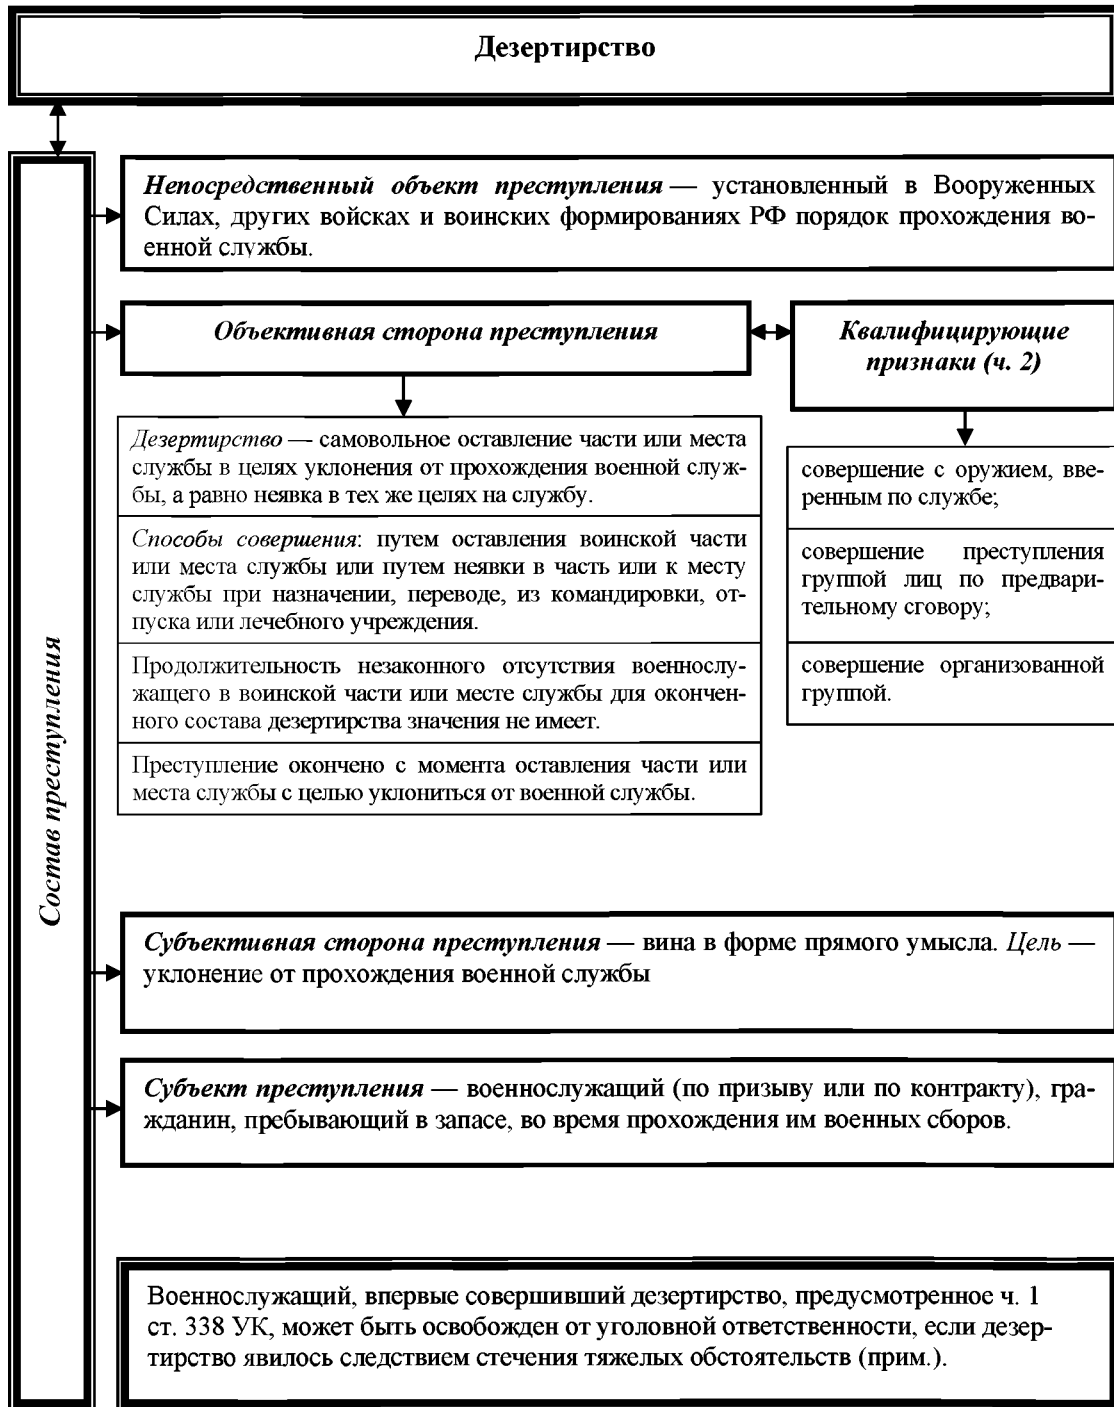 Дезертирство
Непосредственный объект преступления — установленный в Вооруженных
Силах, других войсках и воинских формированиях РФ порядок прохождения во-
енной службы.
Объективная сторона преступления
Квалифицирующие
признаки (ч. 2)
Дезертирство — самовольное оставление части или места
службы в целях уклонения от прохождения военной служ-
бы, а равно неявка в тех же целях на службу.
Способы совершения: путем оставления воинской части
или места службы или путем неявки в часть или к месту
службы при назначении, переводе, из командировки, от-
пуска или лечебного учреждения.
Продолжительность незаконного отсутствия военнослу-
жащего в воинской части или месте службы для окончен-
ного состава дезертирства значения не имеет.
Преступление окончено с момента оставления части или
места службы с целью уклониться от военной службы.
совершение с оружием, вве-
ренным по службе;
совершение преступления
группой лиц по предвари-
тельному сговору;
совершение организованной
группой.
Состав преступления
Субъективная сторона преступления — вина в форме прямого умысла. Цель —
уклонение от прохождения военной службы
Субъект преступления — военнослужащий (по призыву или по контракту), гра-
жданин, пребывающий в запасе, во время прохождения им военных сборов.
Военнослужащий, впервые совершивший дезертирство, предусмотренное ч. 1
ст. 338 УК, может быть освобожден от уголовной ответственности, если дезер-
тирство явилось следствием стечения тяжелых обстоятельств (прим.).